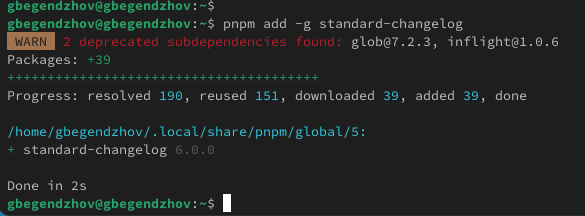 gbegendzhov@gbegendzhov:~$
gbegendzhov@gbegendzhov:~$ pnpm add -g standard-changelog
 WARN  2 deprecated subdependencies found: glob@7.2.3, inflight@1.0.6
Packages: +39
+++++++++++++++++++++++++++++++++++++++
Progress: resolved 190, reused 151, downloaded 39, added 39, done
/home/gbegendzhov/.local/share/pnpm/global/5:
+ standard-changelog 6.0.0
Done in 2s
gbegendzhov@gbegendzhov:~$